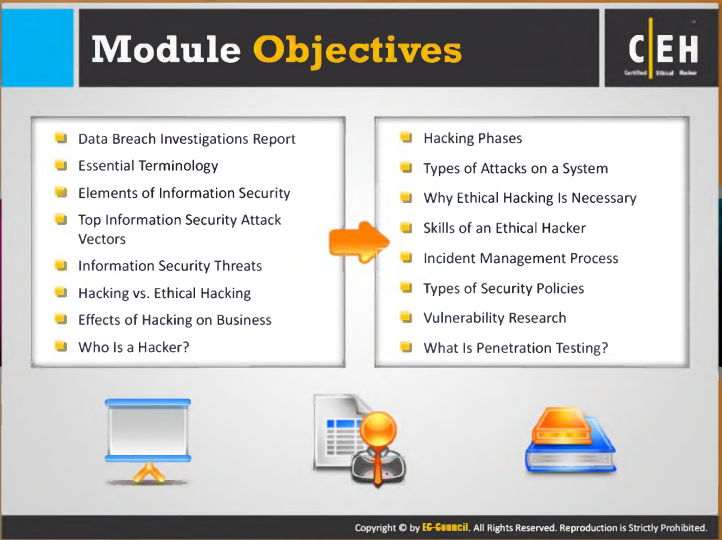 Module Objectives
C|EH
Certified Ethical Hacker
Data Breach Investigations Report
Essential Terminology
Elements of Information Security
Top Information Security Attack
Vectors
Information Security Threats
Hacking vs. Ethical Hacking
Effects of Hacking on Business
Who Is a Hacker?
Hacking Phases
Types of Attacks on a System
Why Ethical Hacking Is Necessary
Skills of an Ethical Hacker
Incident Management Process
Types of Security Policies
Vulnerability Research
What Is Penetration Testing?
Copyright © by EC-Council. All Rights Reserved. Reproduction is Strictly Prohibited.